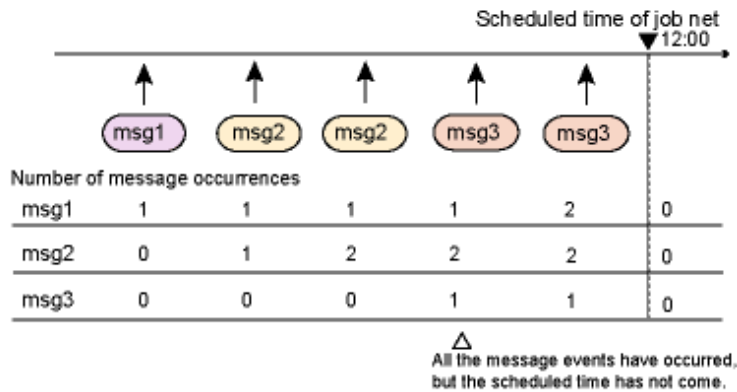 Scheduled time of job net
12:00
msg1 msg2 msg2 msg3 msg3
Number of message occurrences
msg1 1 1 1 1 2 0
msg2 0 1 2 2 2 0
msg3 0 0 0 1 1 0
All the message events have occurred,
but the scheduled time has not come.